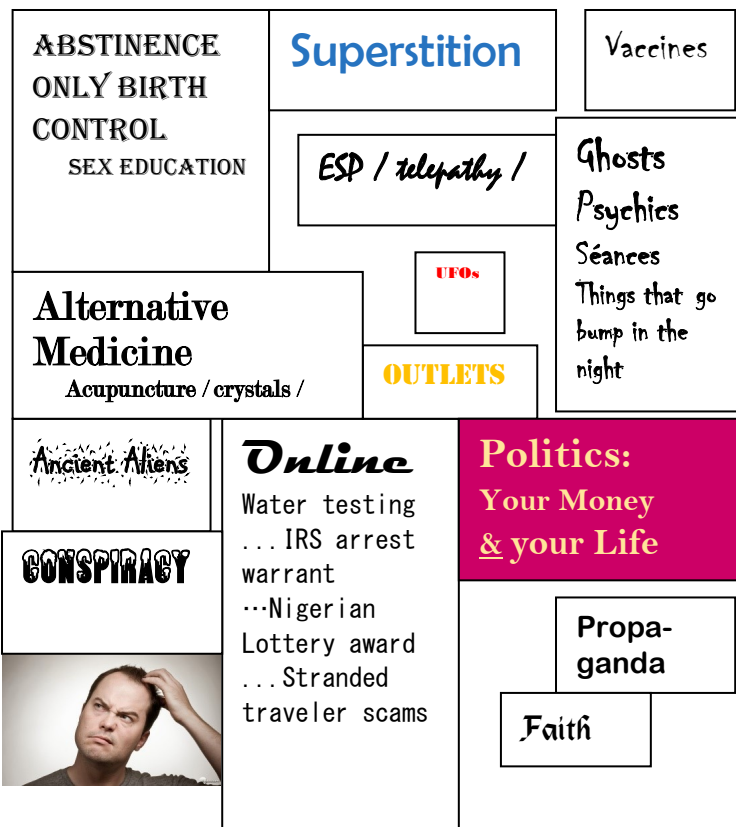 ABSTINENCE
ONLY BIRTH
CONTROL
SEX EDUCATION
Superstition
Vaccines
ESP / telepathy /
Ghosts
Psychics
Séances
Things that go
bump in the
night
UFOs
Alternative
Medicine
Acupuncture / crystals /
OUTLETS
Ancient Aliens
CONSPIRACY
Online
Water testing
...IRS arrest
warrant
…Nigerian
Lottery award
...Stranded
traveler scams
Politics:
Your Money
& your Life
Propa-
ganda
Faith